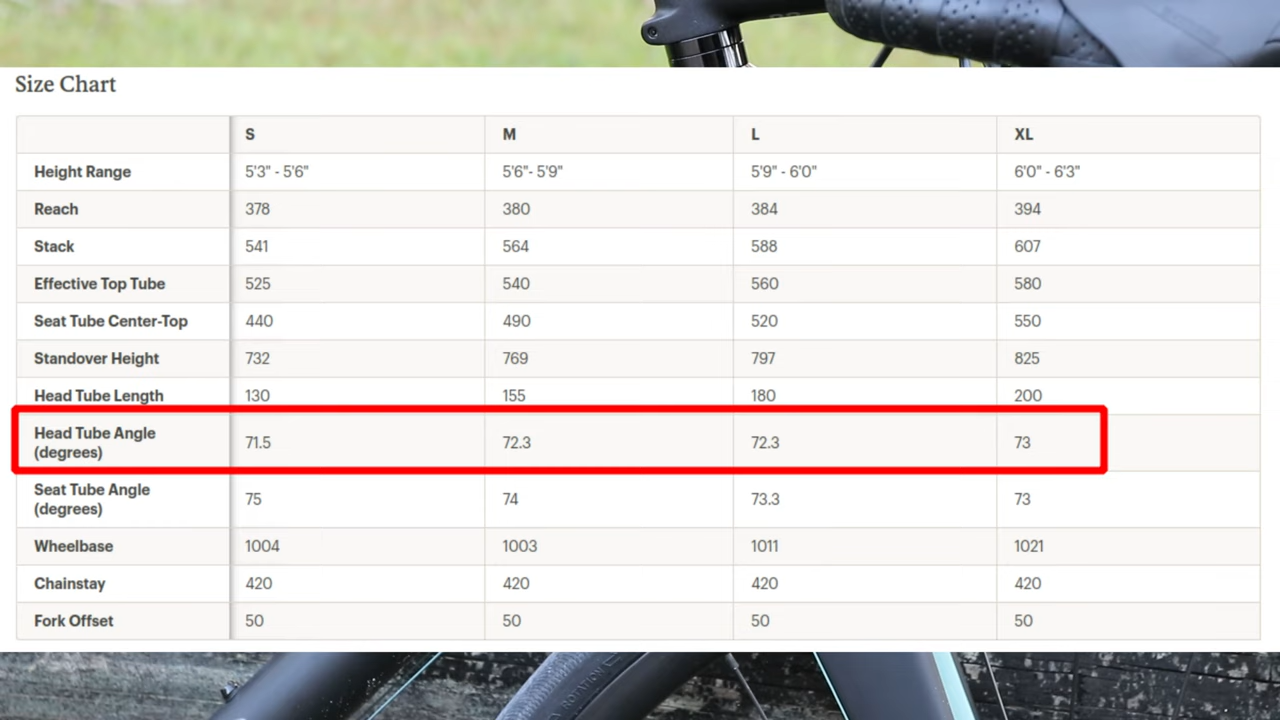 Size Chart
S M L XL
Height Range 5'3" - 5'6" 5'6"- 5'9" 5'9" - 6'0" 6'0" - 6'3"
Reach 378 380 384 394
Stack 541 564 588 607
Effective Top Tube 525 540 560 580
Seat Tube Center-Top 440 490 520 550
Standover Height 732 769 797 825
Head Tube Length 130 155 180 200
Head Tube Angle
(degrees) 71.5 72.3 72.3 73
Seat Tube Angle
(degrees) 75 74 73.3 73
Wheelbase 1004 1003 1011 1021
Chainstay 420 420 420 420
Fork Offset 50 50 50 50
ROTATION